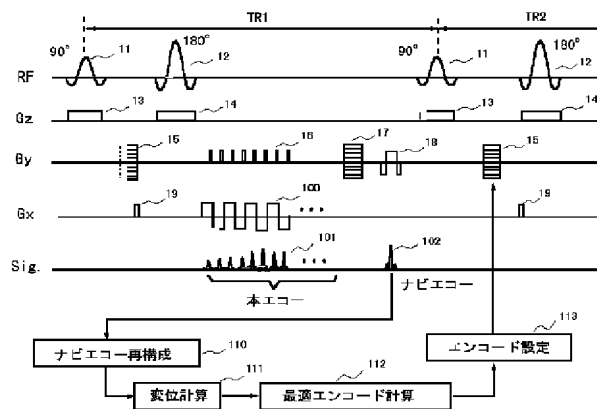 TR1 TR2
90° 11 180° 12 90° 11 180° 12
RF
13 14 13 14
Gz
15 16 17 18 15
Gy
19 100 19
Gx
101 102
Sig.
本エコー ナビエコー
ナビエコー再構成 110 エンコード設定 113
変位計算 111 最適エンコード計算 112